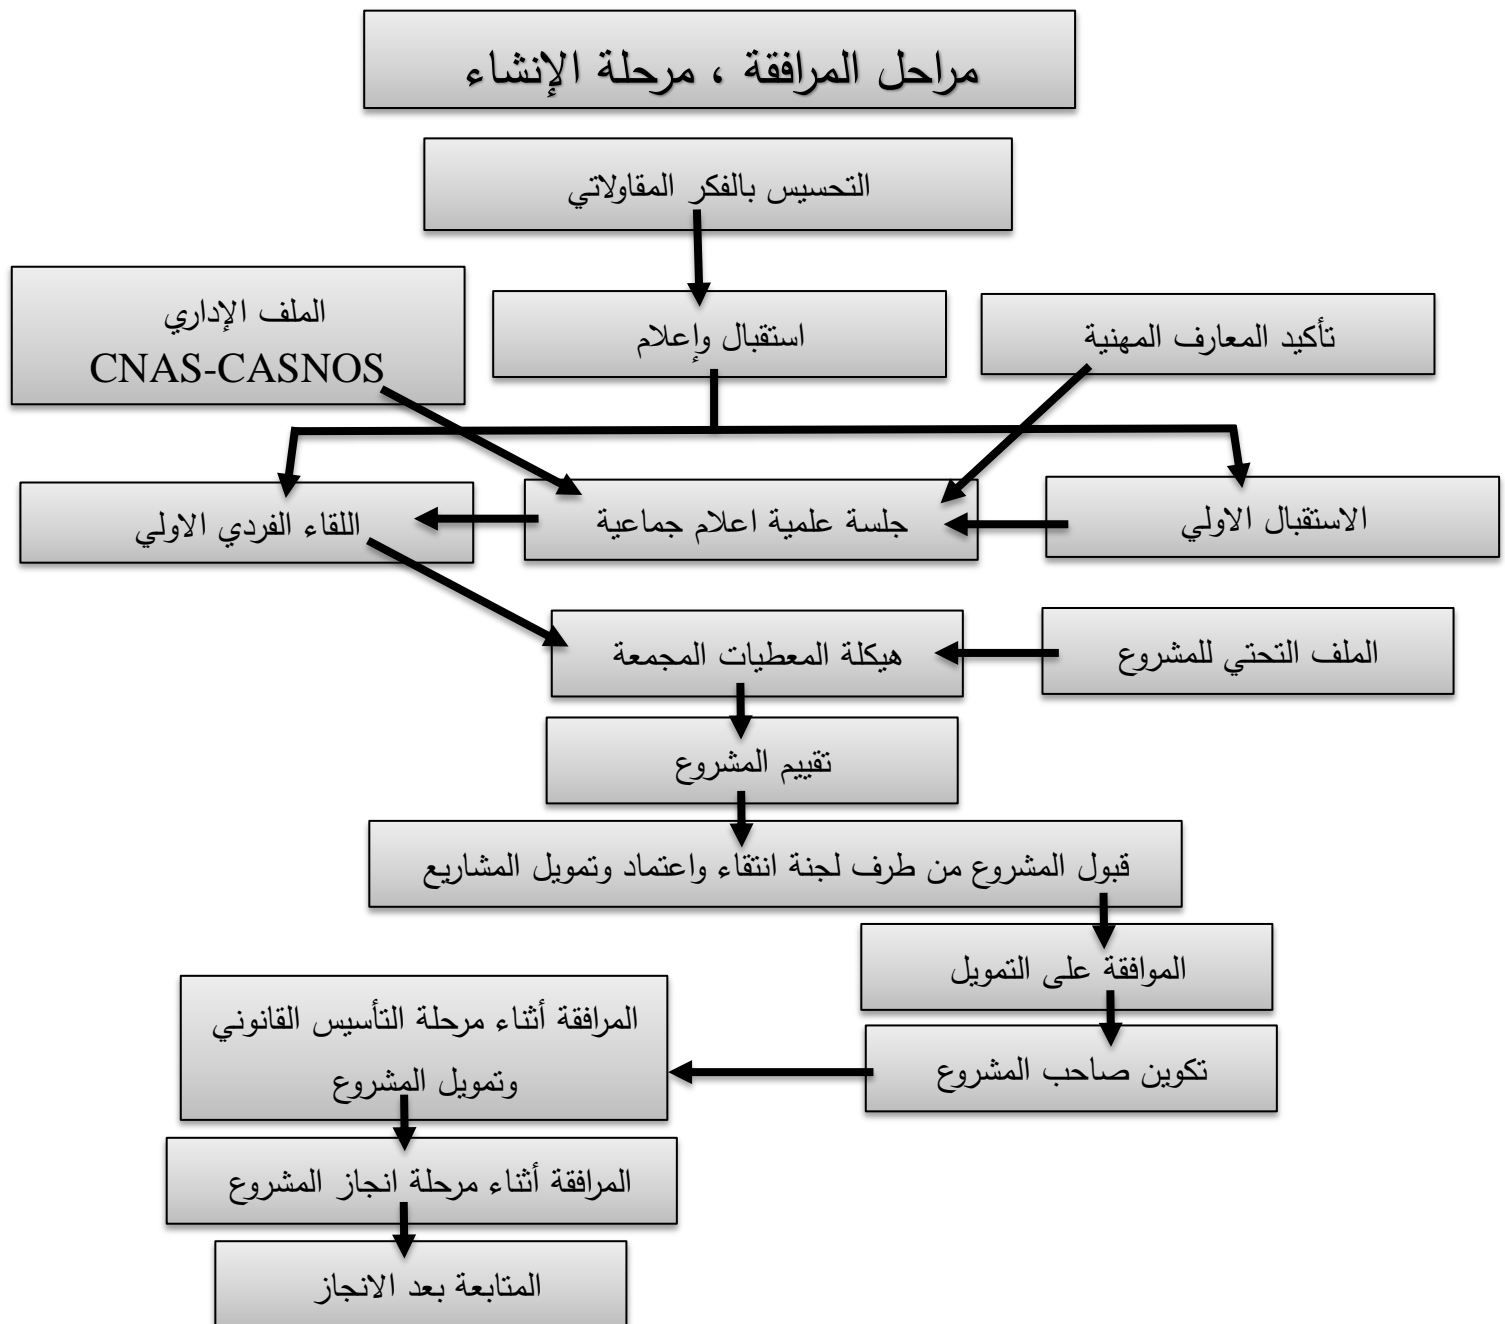 مراحل المرافقة ، مرحلة الإنشاء
التحسيس بالفكر المقاولاتي
تأكيد المعارف المهنية
استقبال وإعلام
الملف الإداري
CNAS-CASNOS
الاستقبال الاولي
جلسة علمية اعلام جماعية
اللقاء الفردي الاولي
الملف التحتي للمشروع
هيكلة المعطيات المجمعة
تقييم المشروع
قبول المشروع من طرف لجنة انتقاء واعتماد وتمويل المشاريع
الموافقة على التمويل
تكوين صاحب المشروع
المرافقة أثناء مرحلة التأسيس القانوني
وتمويل المشروع
المرافقة أثناء مرحلة انجاز المشروع
المتابعة بعد الانجاز